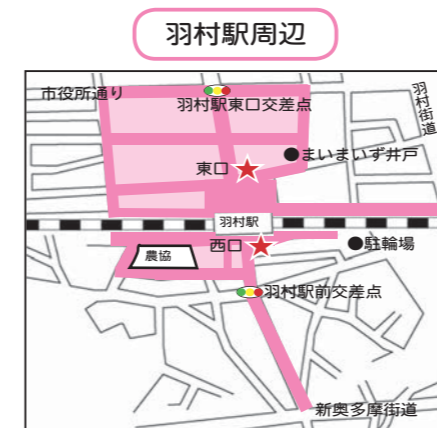 羽村駅周辺
市役所通り
羽村駅東口交差点
羽村街道
まいまいず井戸
東口
羽村駅
西口
駐輪場
農協
羽村駅前交差点
新奥多摩街道